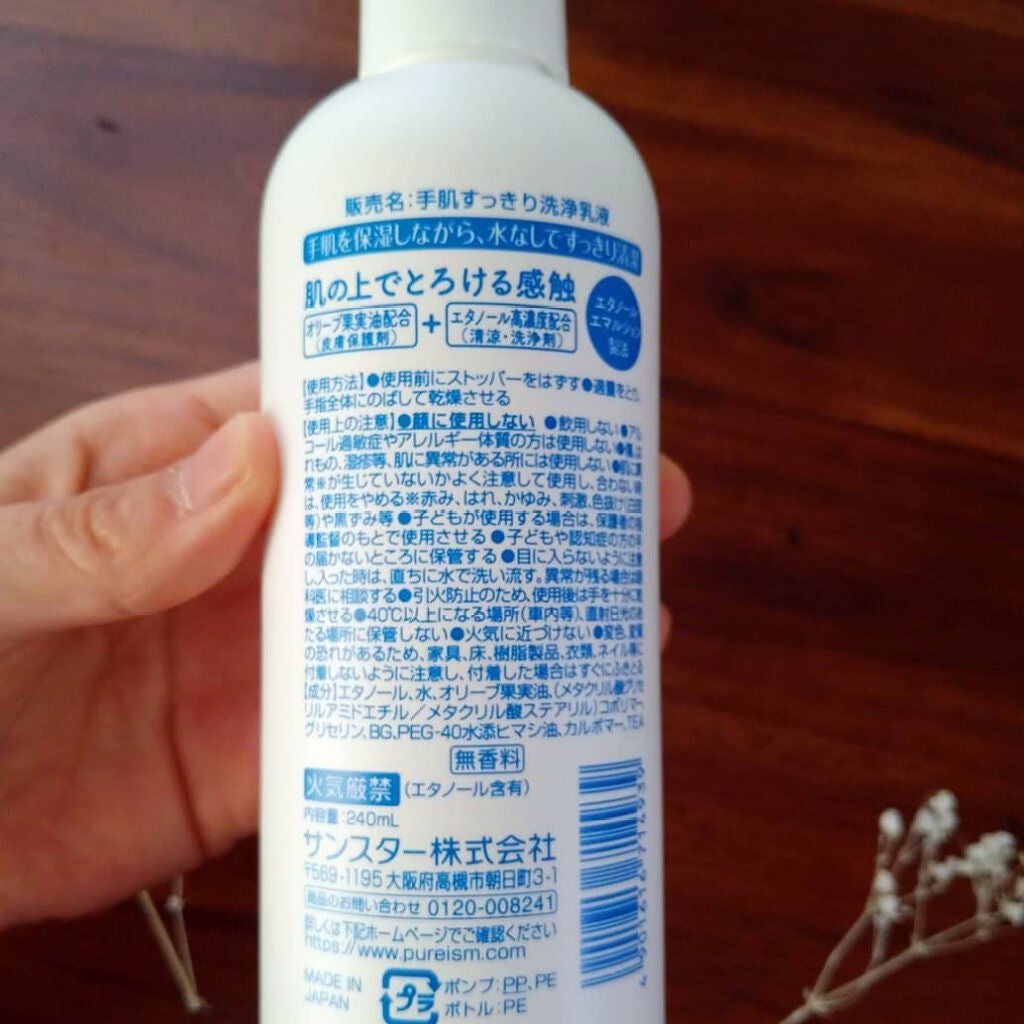 販売名:手肌すっきり洗浄乳液
手肌を保湿しながら、水なしですっきり清潔
肌の上でとろける感触
オリーブ果実油配合
(皮膚保護剤)
+
エタノール高濃度配合
(清涼・洗浄剤)
エタノール
エマルション
製法
【使用方法】●使用前にストッパーをはずす●適量をとり、
手指全体にのばして乾燥させる
【使用上の注意】●顔に使用しない ●飲用しない●アル
コール過敏症やアレルギー体質の方は使用しない●傷、は
れもの、湿疹等、肌に異常がある所には使用しない●肌に異
常※が生じていないかよく注意して使用し、合わない時
は、使用をやめる※赤み、はれ、かゆみ、刺激、色抜け(白斑
等)や黒ずみ等 ●子どもが使用する場合は、保護者の指
導監督のもとで使用させる ●子どもや認知症の方の手
の届かないところに保管する ●目に入らないように注意
し、入った時は、直ちに水で洗い流す。異常が残る場合は眼
科医に相談する●引火防止のため、使用後は手を十分に乾
燥させる●40℃以上になる場所(車内等)、直射日光のあ
たる場所に保管しない●火気に近づけない●変色、変質
の恐れがあるため、家具、床、樹脂製品、衣類、ネイル等に
付着しないように注意し、付着した場合はすぐにふきとる
【成分】エタノール、水、オリーブ果実油、(メタクリル酸グリセ
リルアミドエチル/メタクリル酸ステアリル)コポリマー、
グリセリン、BG、PEG-40水添ヒマシ油、カルボマー、TEA
無香料
火気厳禁 (エタノール含有)
内容量:240mL
サンスター株式会社
〒569-1195 大阪府高槻市朝日町3-1
商品のお問い合わせ 0120-008241
詳しくは下記ホームページでご確認ください
https://www.pureism.com
MADE IN
JAPAN
プラ
ポンプ:PP、PE
ボトル:PE